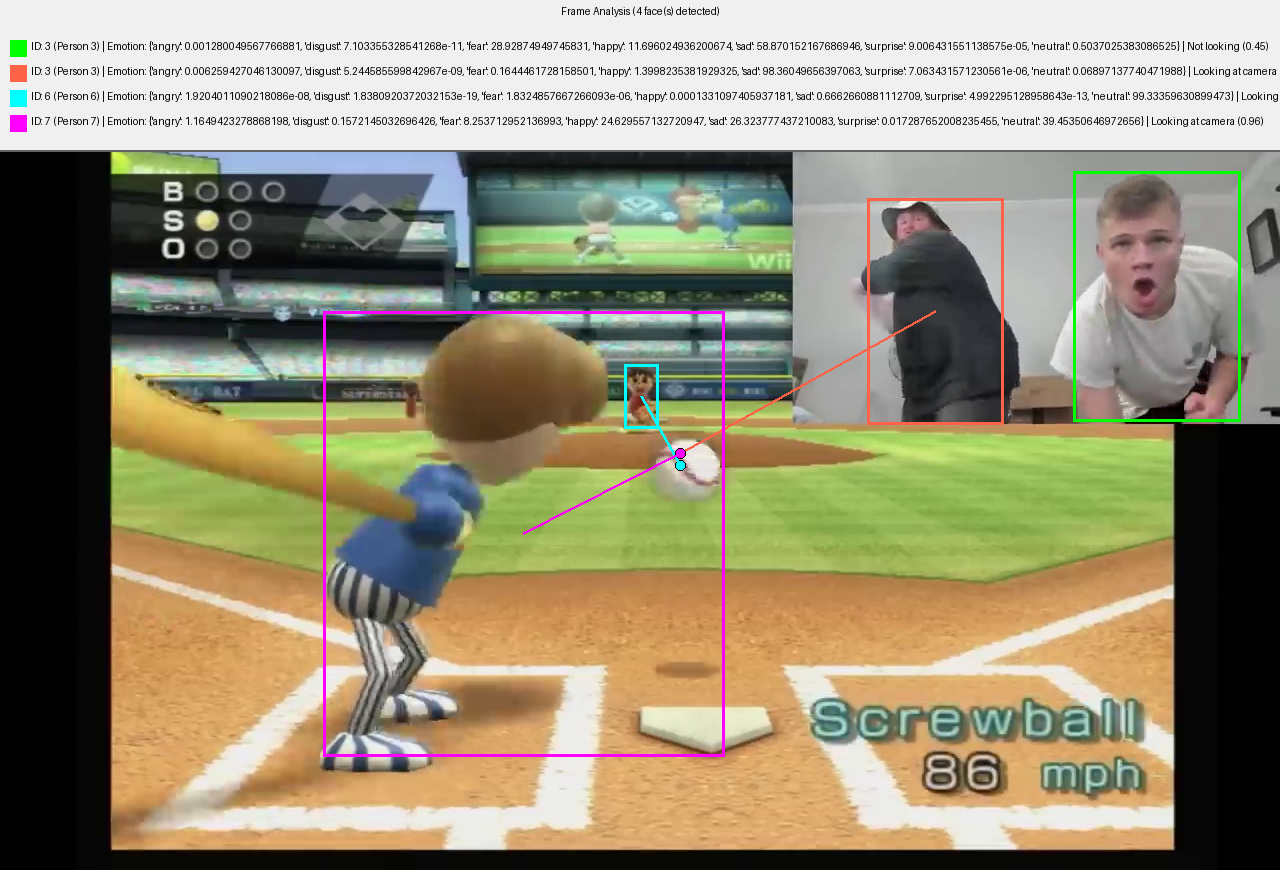 Frame Analysis (4 face(s) detected)
ID: 3 (Person 3) | Emotion: {'angry': 0.001280049567766881, 'disgust': 7.103355328541268e-11, 'fear': 28.92874949745831, 'happy': 11.696024936200674, 'sad': 58.870152167686946, 'surprise': 9.006431551138575e-05, 'neutral': 0.5037025383086525} | Not looking (0.45)
ID: 3 (Person 3) | Emotion: {'angry': 0.006259427046130097, 'disgust': 5.244585599842967e-09, 'fear': 0.1644461728158501, 'happy': 1.3998235381929325, 'sad': 98.36049656397063, 'surprise': 7.063431571230561e-06, 'neutral': 0.06897137740471988} | Looking at camera
ID: 6 (Person 6) | Emotion: {'angry': 1.9204011090218086e-08, 'disgust': 1.8380920372032153e-19, 'fear': 1.8324857667266093e-06, 'happy': 0.0001331097405937181, 'sad': 0.6662660881112709, 'surprise': 4.992295128958643e-13, 'neutral': 99.33359630899473} | Looking
ID: 7 (Person 7) | Emotion: {'angry': 1.1649423278868198, 'disgust': 0.1572145032696426, 'fear': 8.253712952136993, 'happy': 24.629557132720947, 'sad': 26.323777437210083, 'surprise': 0.017287652008235455, 'neutral': 39.45350646972656} | Looking at camera (0.96)
B
S
O
Wii
Screwball
86 mph